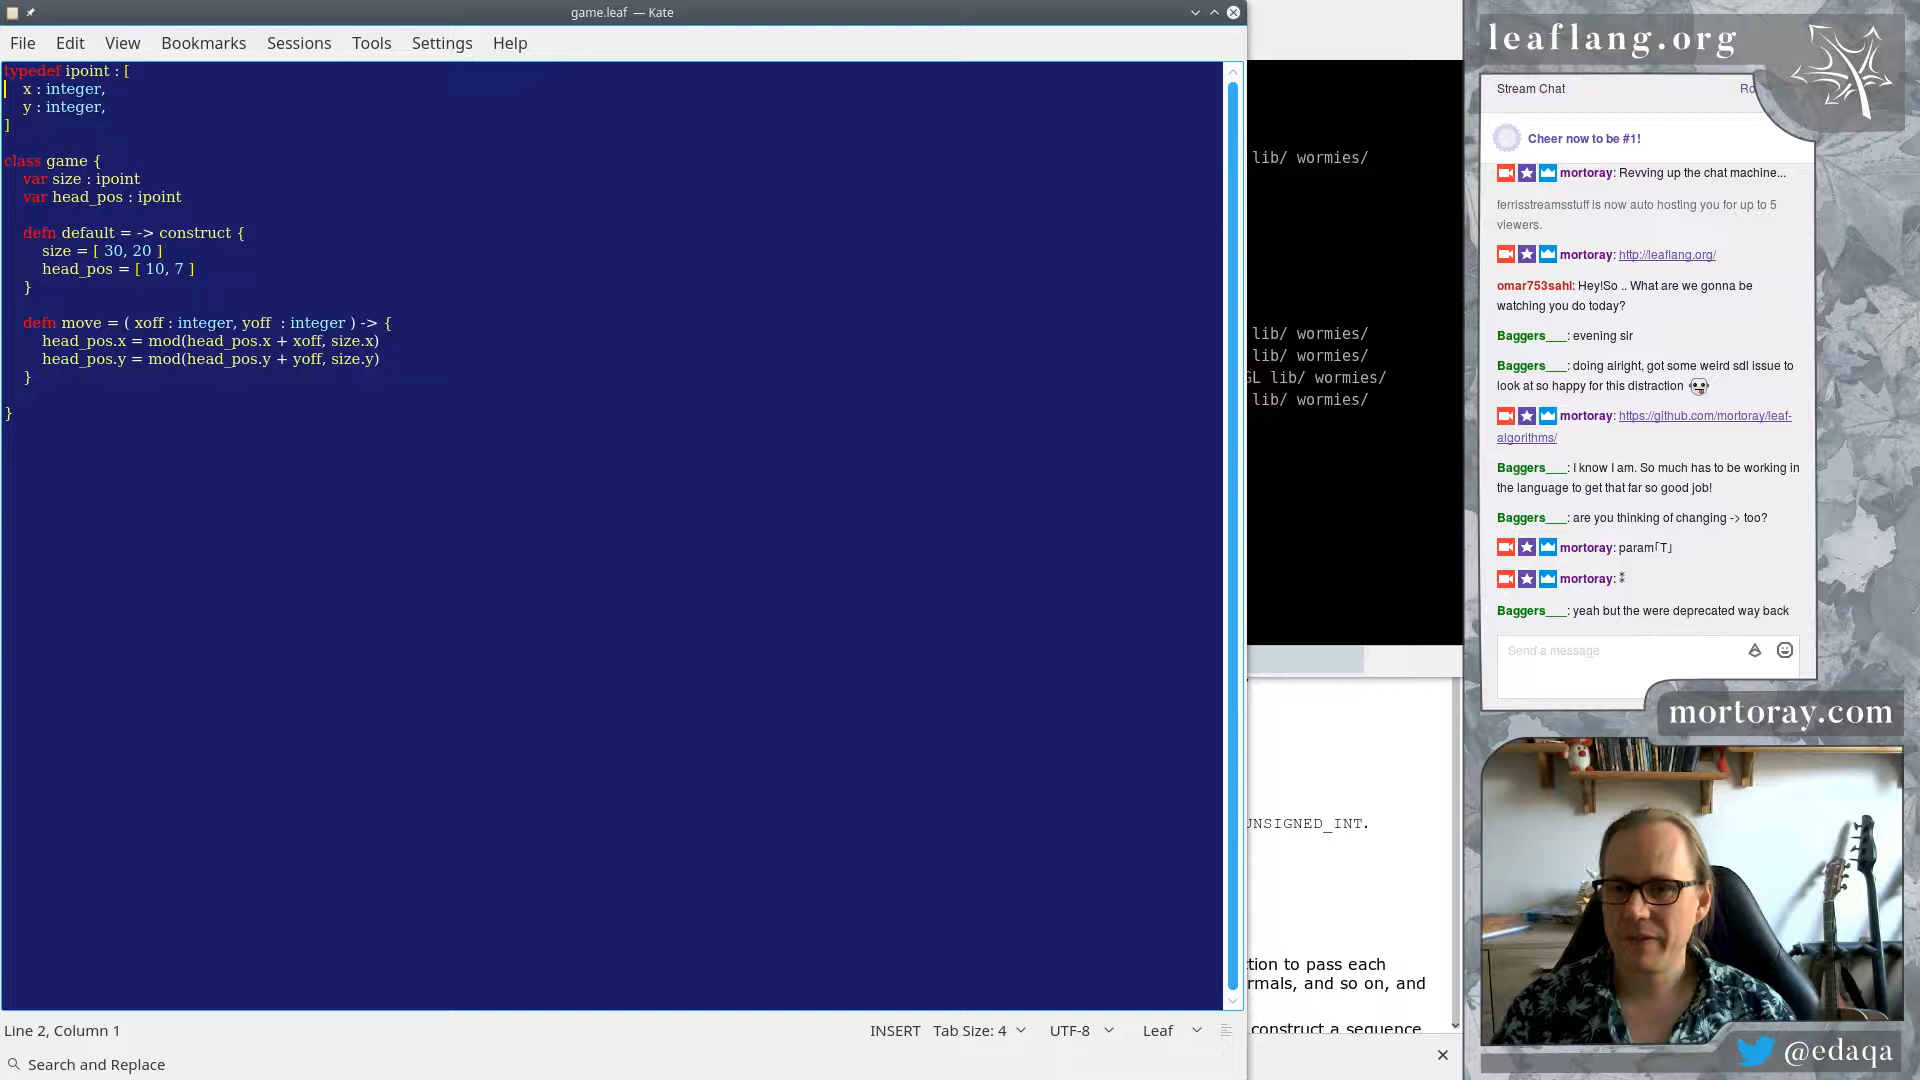 game.leaf — Kate
File Edit View Bookmarks Sessions Tools Settings Help
typedef ipoint : [
x : integer,
y : integer,
]
class game {
var size : ipoint
var head_pos : ipoint
defn default = -> construct {
size = [ 30, 20 ]
head_pos = [ 10, 7 ]
}
defn move = ( xoff : integer, yoff : integer ) -> {
head_pos.x = mod(head_pos.x + xoff, size.x)
head_pos.y = mod(head_pos.y + yoff, size.y)
}
}
Line 2, Column 1
INSERT Tab Size: 4 UTF-8 Leaf
Search and Replace
lib/ wormies/
lib/ wormies/
lib/ wormies/
GL lib/ wormies/
lib/ wormies/
UNSIGNED_INT.
ction to pass each
rmals, and so on, and
construct a sequence
leaflang.org
Stream Chat
Cheer now to be #1!
mortoray: Revving up the chat machine...
ferrisstreamsstuff is now auto hosting you for up to 5
viewers.
mortoray: http://leaflang.org/
omar753sahl: Hey!So .. What are we gonna be
watching you do today?
Baggers___: evening sir
Baggers___: doing alright, got some weird sdl issue to
look at so happy for this distraction
mortoray: https://github.com/mortoray/leaf-
algorithms/
Baggers___: I know I am. So much has to be working in
the language to get that far so good job!
Baggers___: are you thinking of changing -> too?
mortoray: param｢T｣
mortoray: ⁑
Baggers___: yeah but the were deprecated way back
Send a message
mortoray.com
@edaqa